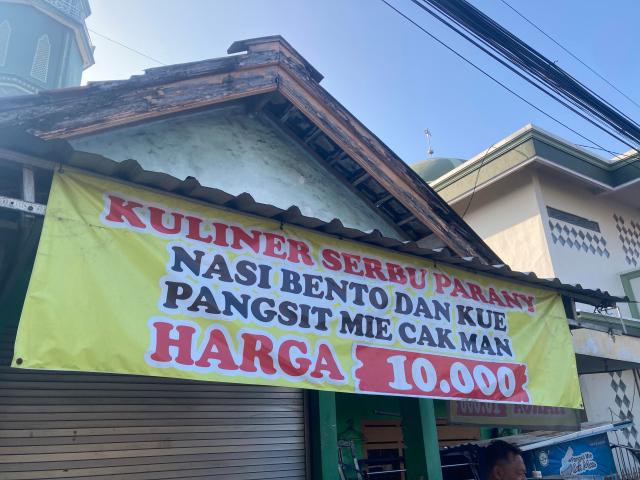 KULINER SERBU PARANY
NASI BENTO DAN KUE
PANGSIT MIE CAK MAN
HARGA 10.000